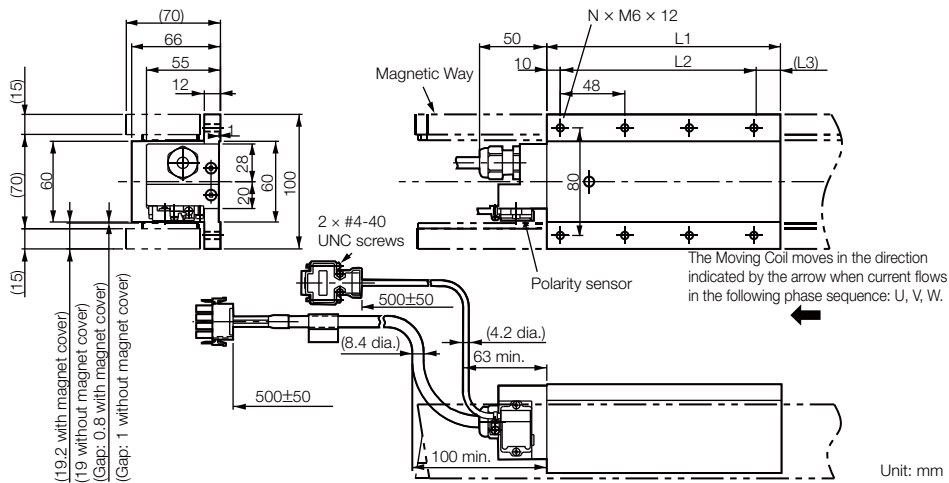 (70)
66
55
12
1
(15)
(70)
60
28
20
60
100
(15)
(19.2 with magnet cover)
(19 without magnet cover)
(Gap: 0.8 with magnet cover)
(Gap: 1 without magnet cover)
N × M6 × 12
50
L1
10
L2
(L3)
48
Magnetic Way
80
2 × #4-40
UNC screws
Polarity sensor
The Moving Coil moves in the direction
indicated by the arrow when current flows
in the following phase sequence: U, V, W.
500±50
(4.2 dia.)
(8.4 dia.)
63 min.
500±50
100 min.
Unit: mm